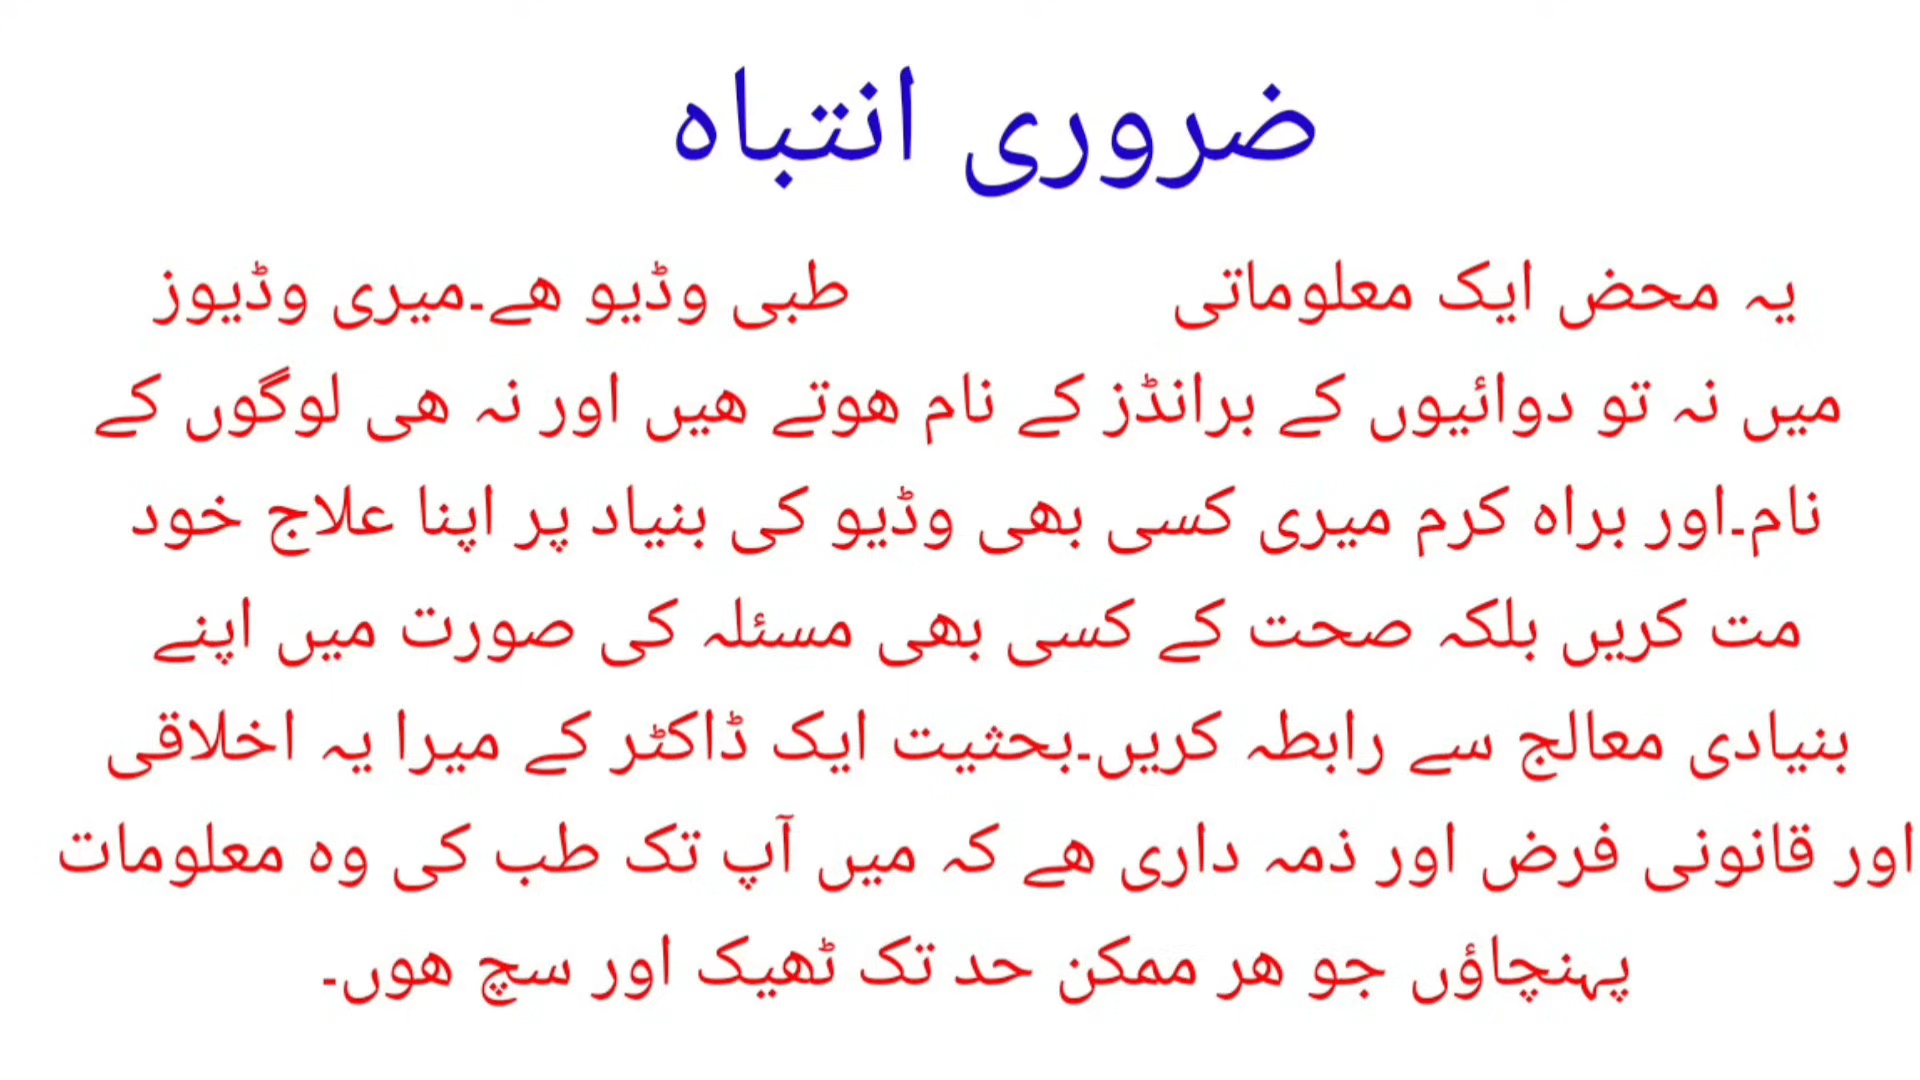 ضروری انتباہ
یہ محض ایک معلوماتی طبی وڈیو ھے۔میری وڈیوز
میں نہ تو دوائیوں کے برانڈز کے نام ھوتے ھیں اور نہ ھی لوگوں کے
نام۔اور براہ کرم میری کسی بھی وڈیو کی بنیاد پر اپنا علاج خود
مت کریں بلکہ صحت کے کسی بھی مسئلہ کی صورت میں اپنے
بنیادی معالج سے رابطہ کریں۔بحثیت ایک ڈاکٹر کے میرا یہ اخلاقی
اور قانونی فرض اور ذمہ داری ھے کہ میں آپ تک طب کی وہ معلومات
پہنچاؤں جو ھر ممکن حد تک ٹھیک اور سچ ھوں۔